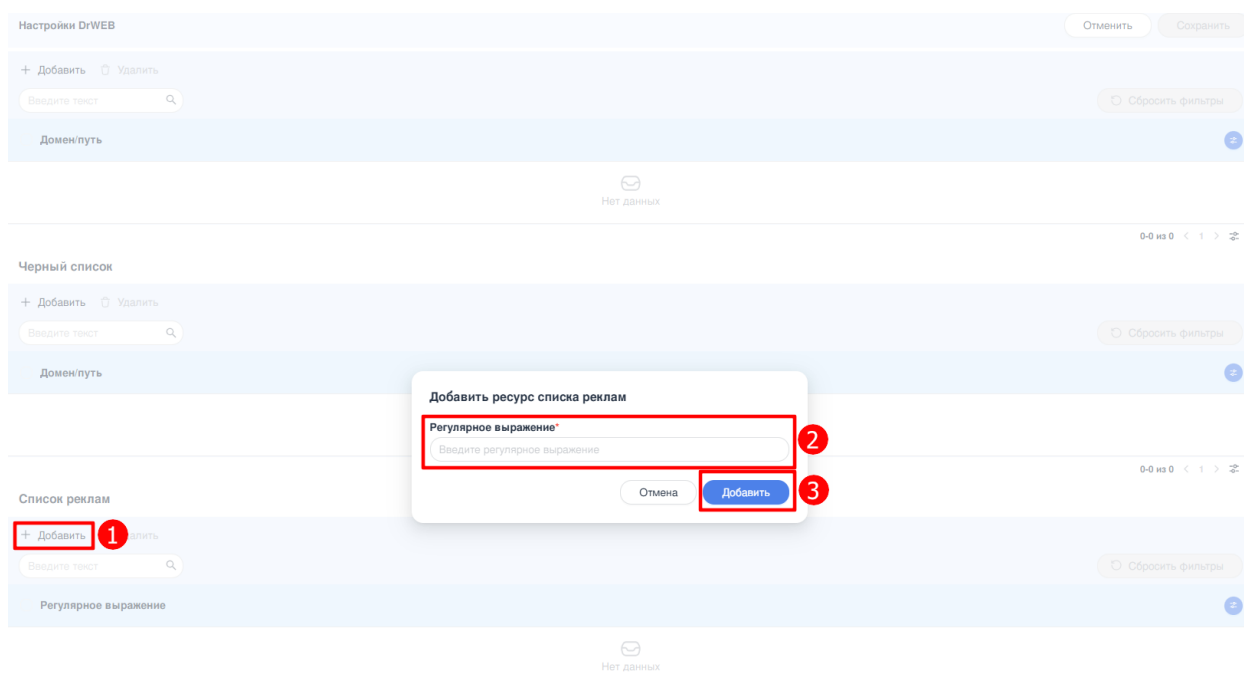 Настройки DrWEB
Отменить
Сохранить
+ Добавить
Удалить
Введите текст
Сбросить фильтры
Домен/путь
Нет данных
0-0 из 0 < 1 >
Черный список
+ Добавить
Удалить
Введите текст
Сбросить фильтры
Домен/путь
Добавить ресурс списка реклам
Регулярное выражение*
Введите регулярное выражение
2
Отмена
Добавить
3
0-0 из 0 < 1 >
Список реклам
+ Добавить
1
алить
Введите текст
Сбросить фильтры
Регулярное выражение
Нет данных